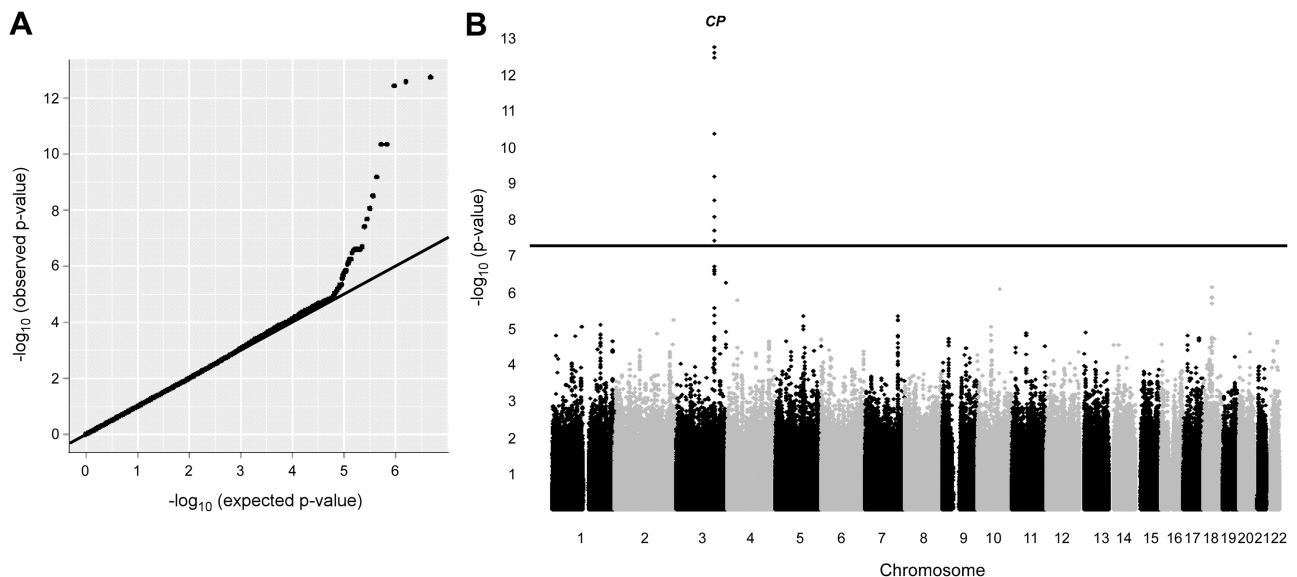 A
12
10
8
6
4
2
0
-log10 (observed p-value)
0 1 2 3 4 5 6
-log10 (expected p-value)
B
CP
13
12
11
10
9
8
7
6
5
4
3
2
1
-log10 (p-value)
1 2 3 4 5 6 7 8 9 10 11 12 13 14 15 16 17 18 19 20 21 22
Chromosome